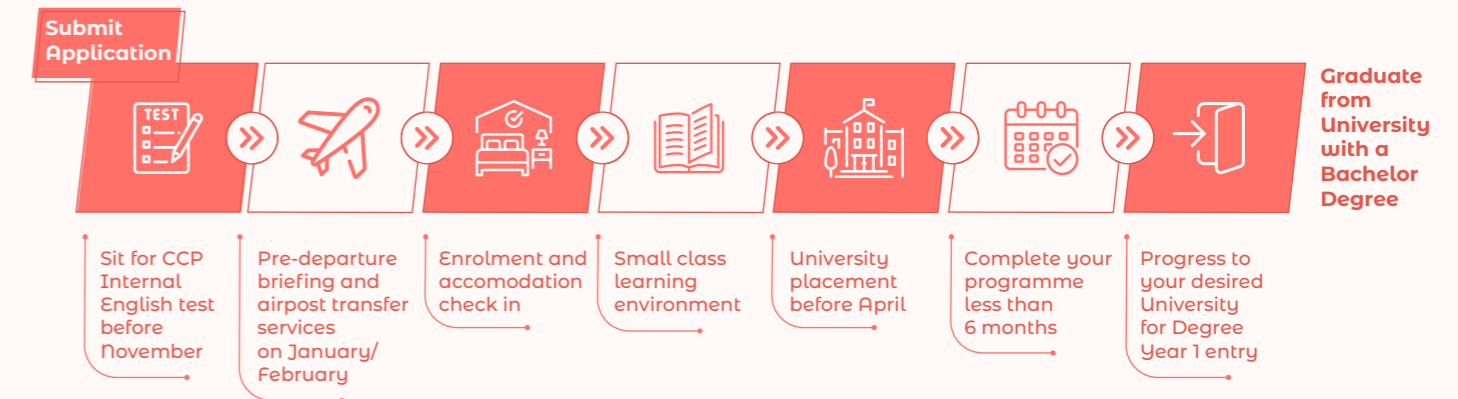 Submit
Application
TEST
Sit for CCP
Internal
English test
before
November
Pre-departure
briefing and
airpost transfer
services
on January/
February
Enrolment and
accomodation
check in
Small class
learning
environment
University
placement
before April
Complete your
programme
less than
6 months
Progress to
your desired
University
for Degree
Year 1 entry
Graduate
from
University
with a
Bachelor
Degree